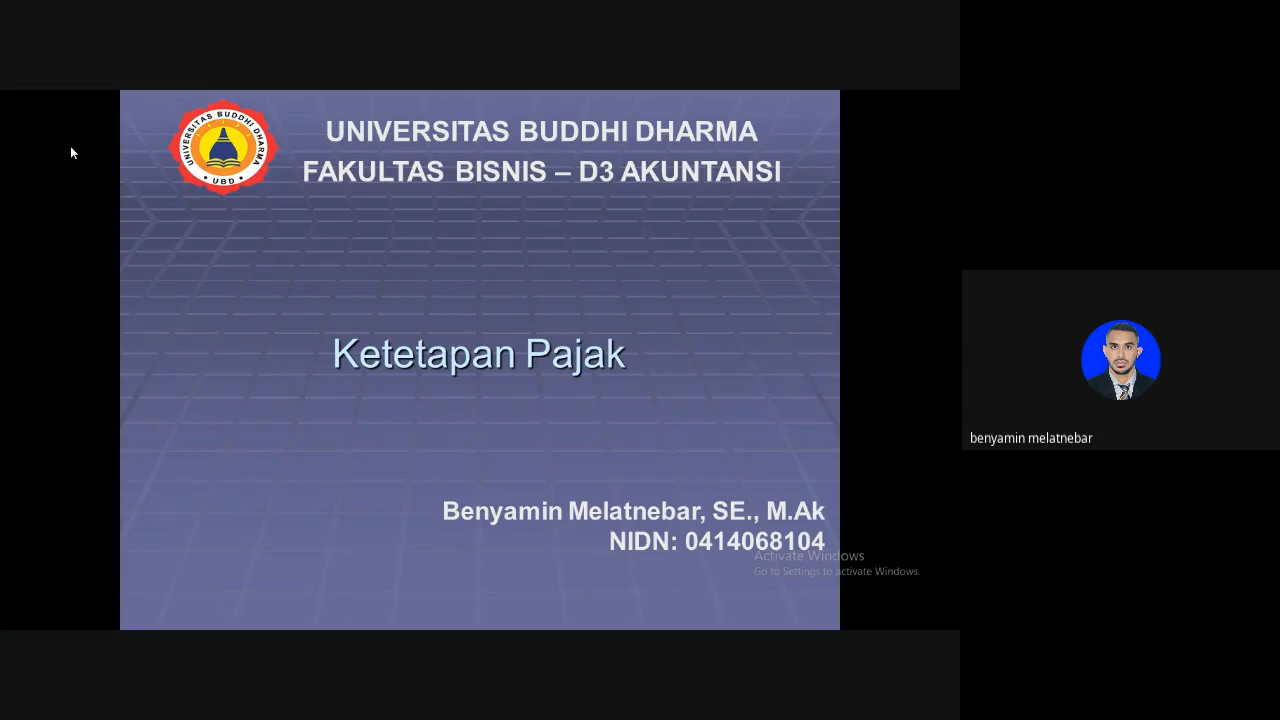 UNIVERSITAS BUDDHI DHARMA
UBD
UNIVERSITAS BUDDHI DHARMA
FAKULTAS BISNIS – D3 AKUNTANSI
Ketetapan Pajak
benyamin melatnebar
Benyamin Melatnebar, SE., M.Ak
NIDN: 0414068104
Activate Windows
Go to Settings to activate Windows.